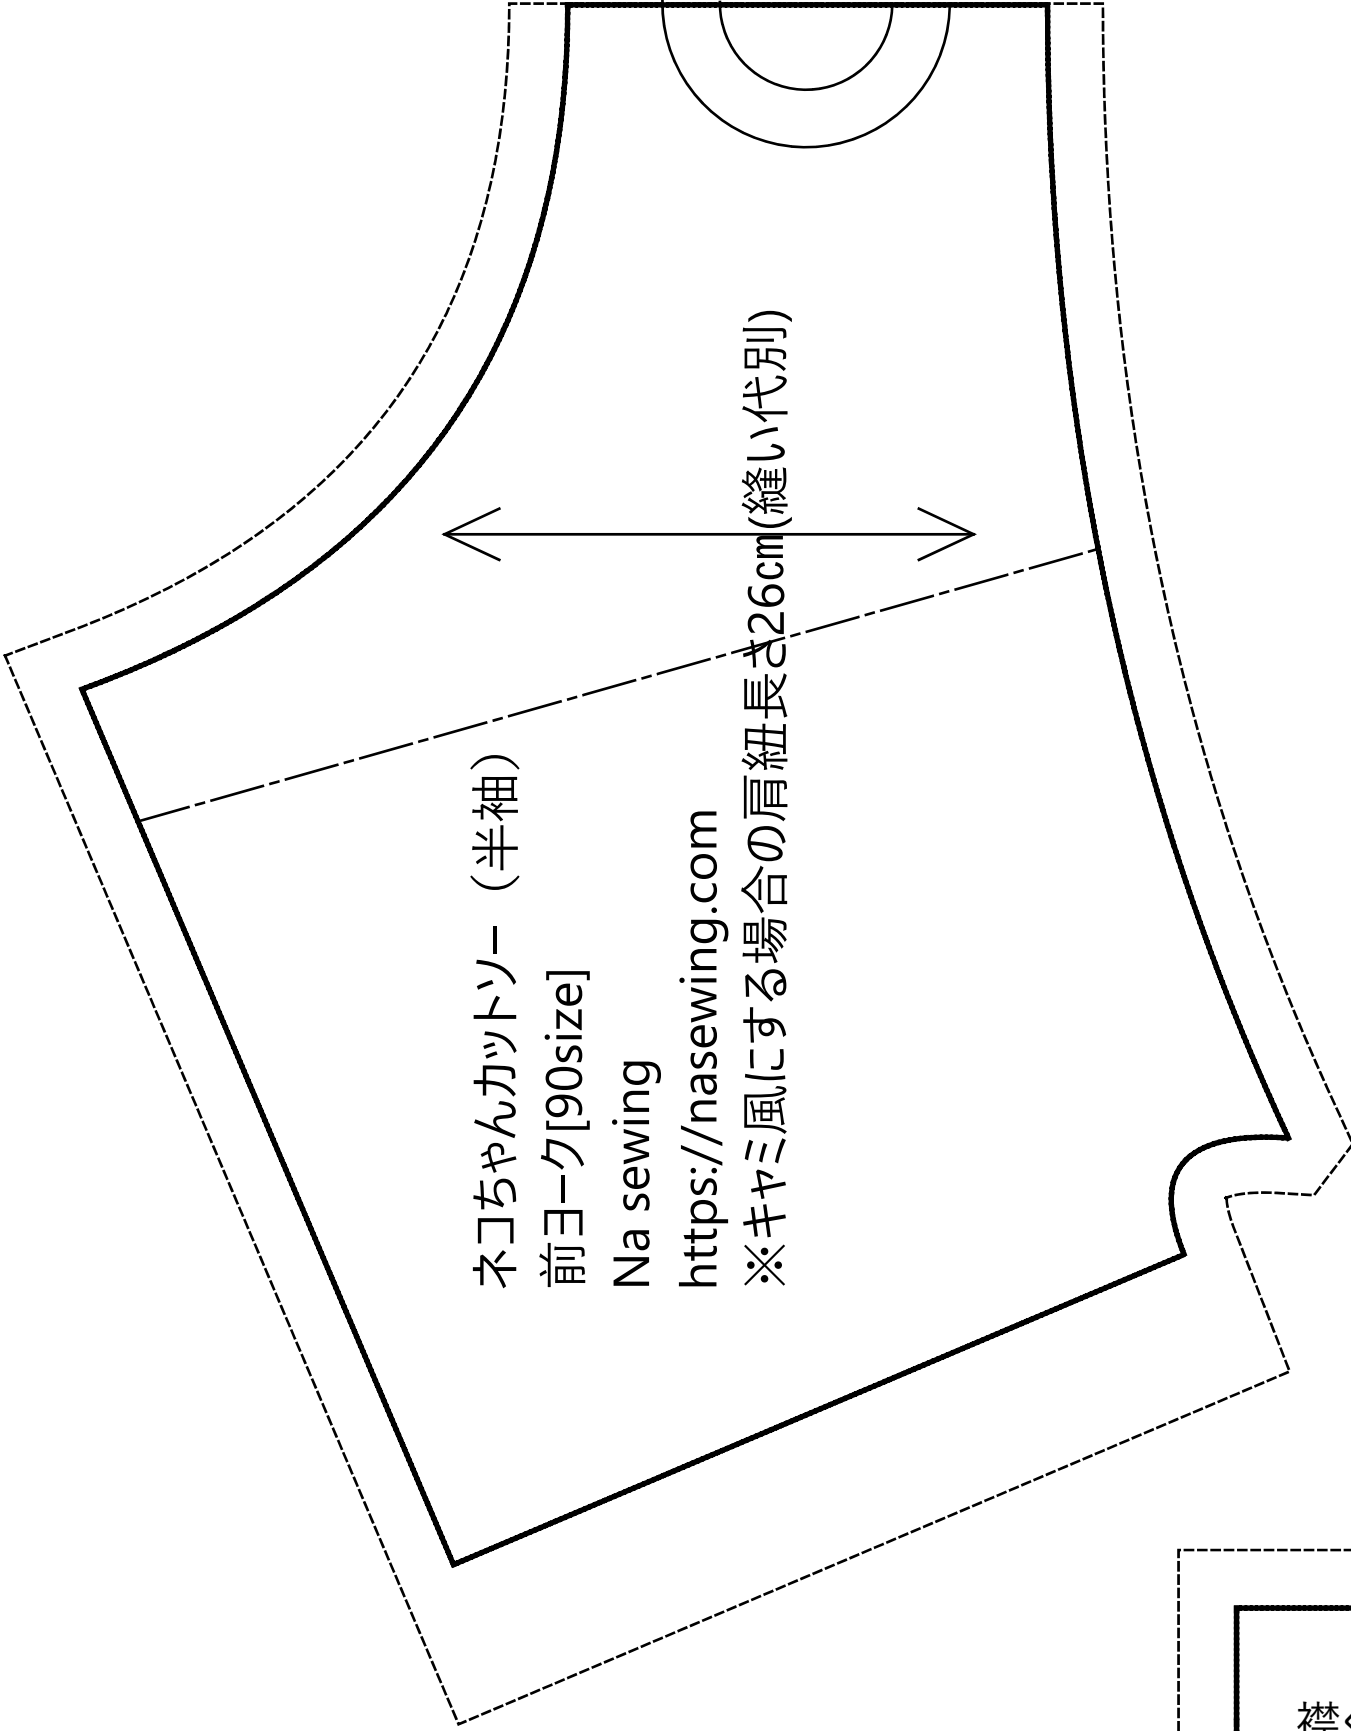 ネコちゃんカットソー（半袖）
前ヨーク[90size]
Na sewing
https://nasewing.com
※キャミ風にする場合の肩紐長さ26cm(縫い代別)
襟